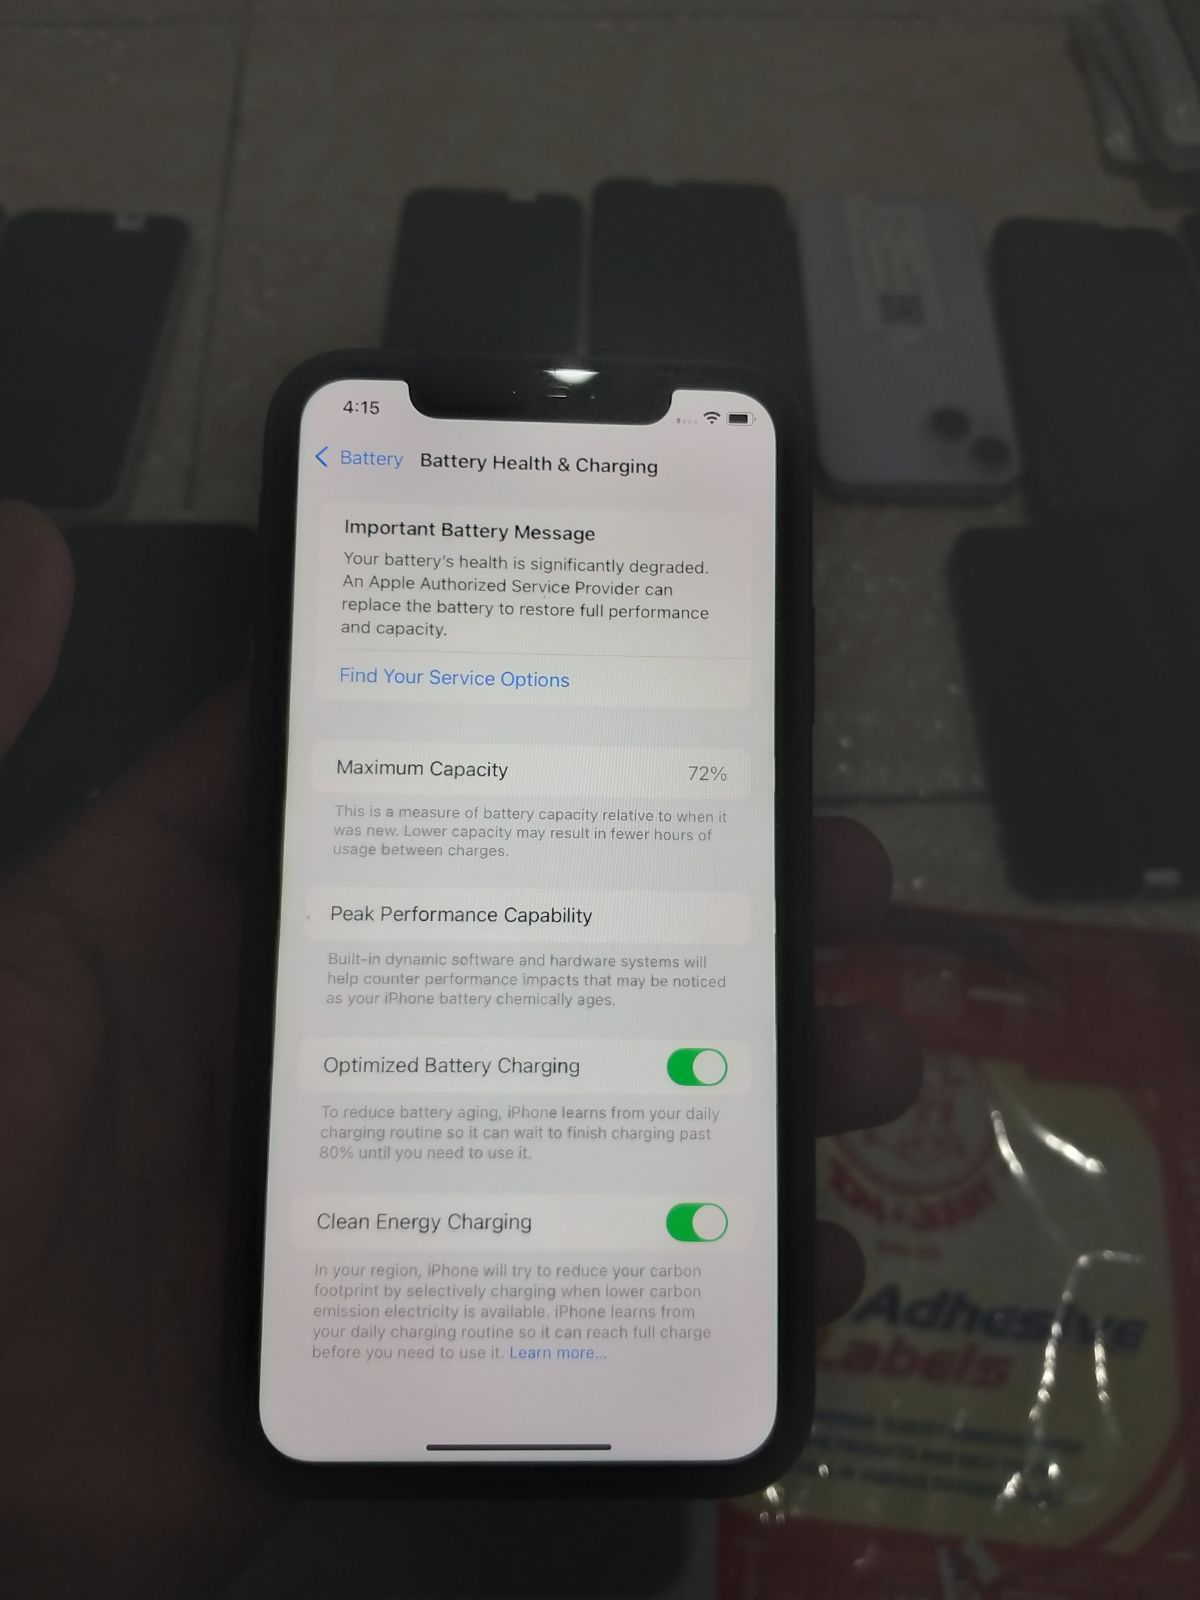 4:15
Battery
Battery Health & Charging
Important Battery Message
Your battery's health is significantly degraded.
An Apple Authorized Service Provider can
replace the battery to restore full performance
and capacity.
Find Your Service Options
Maximum Capacity 72%
This is a measure of battery capacity relative to when it
was new. Lower capacity may result in fewer hours of
usage between charges.
Peak Performance Capability
Built-in dynamic software and hardware systems will
help counter performance impacts that may be noticed
as your iPhone battery chemically ages.
Optimized Battery Charging
To reduce battery aging, iPhone learns from your daily
charging routine so it can wait to finish charging past
80% until you need to use it.
Clean Energy Charging
In your region, iPhone will try to reduce your carbon
footprint by selectively charging when lower carbon
emission electricity is available. iPhone learns from
your daily charging routine so it can reach full charge
before you need to use it. Learn more...
Adhesive
Labels